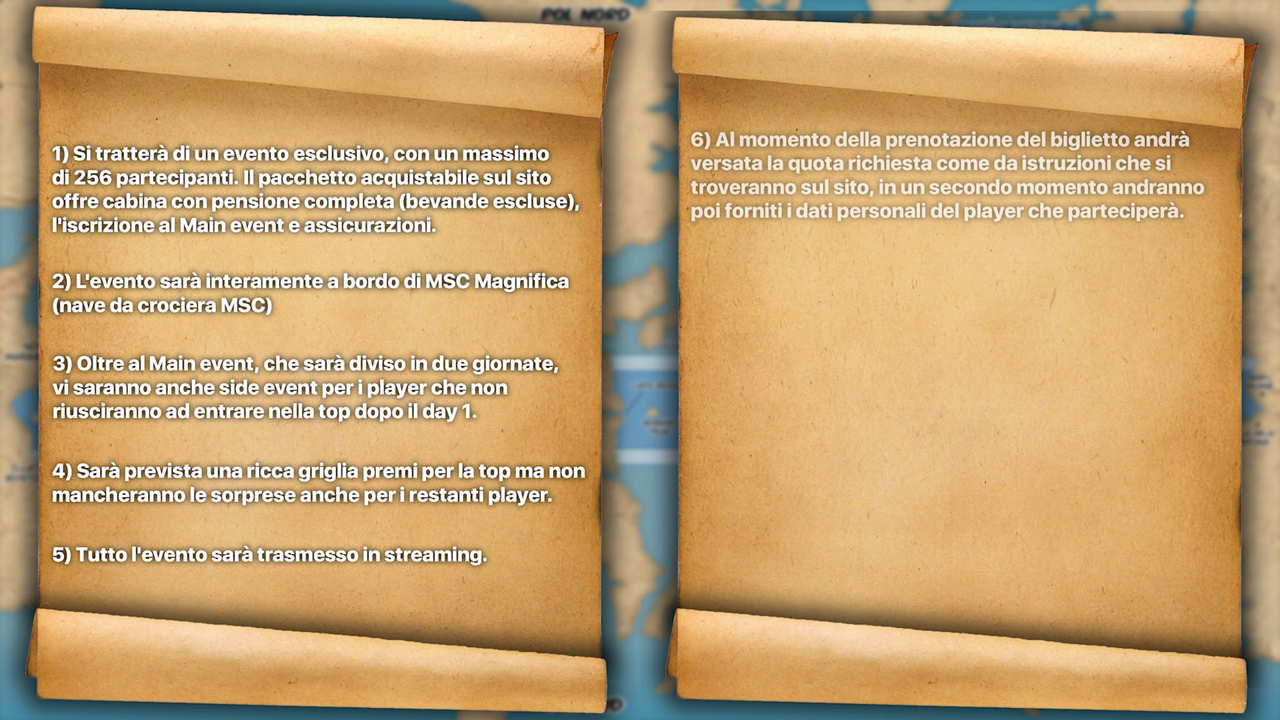 POL NORD
1) Si tratterà di un evento esclusivo, con un massimo
di 256 partecipanti. Il pacchetto acquistabile sul sito
offre cabina con pensione completa (bevande escluse),
l'iscrizione al Main event e assicurazioni.
2) L'evento sarà interamente a bordo di MSC Magnifica
(nave da crociera MSC)
3) Oltre al Main event, che sarà diviso in due giornate,
vi saranno anche side event per i player che non
riusciranno ad entrare nella top dopo il day 1.
4) Sarà prevista una ricca griglia premi per la top ma non
mancheranno le sorprese anche per i restanti player.
5) Tutto l'evento sarà trasmesso in streaming.
6) Al momento della prenotazione del biglietto andrà
versata la quota richiesta come da istruzioni che si
troveranno sul sito, in un secondo momento andranno
poi forniti i dati personali del player che parteciperà.